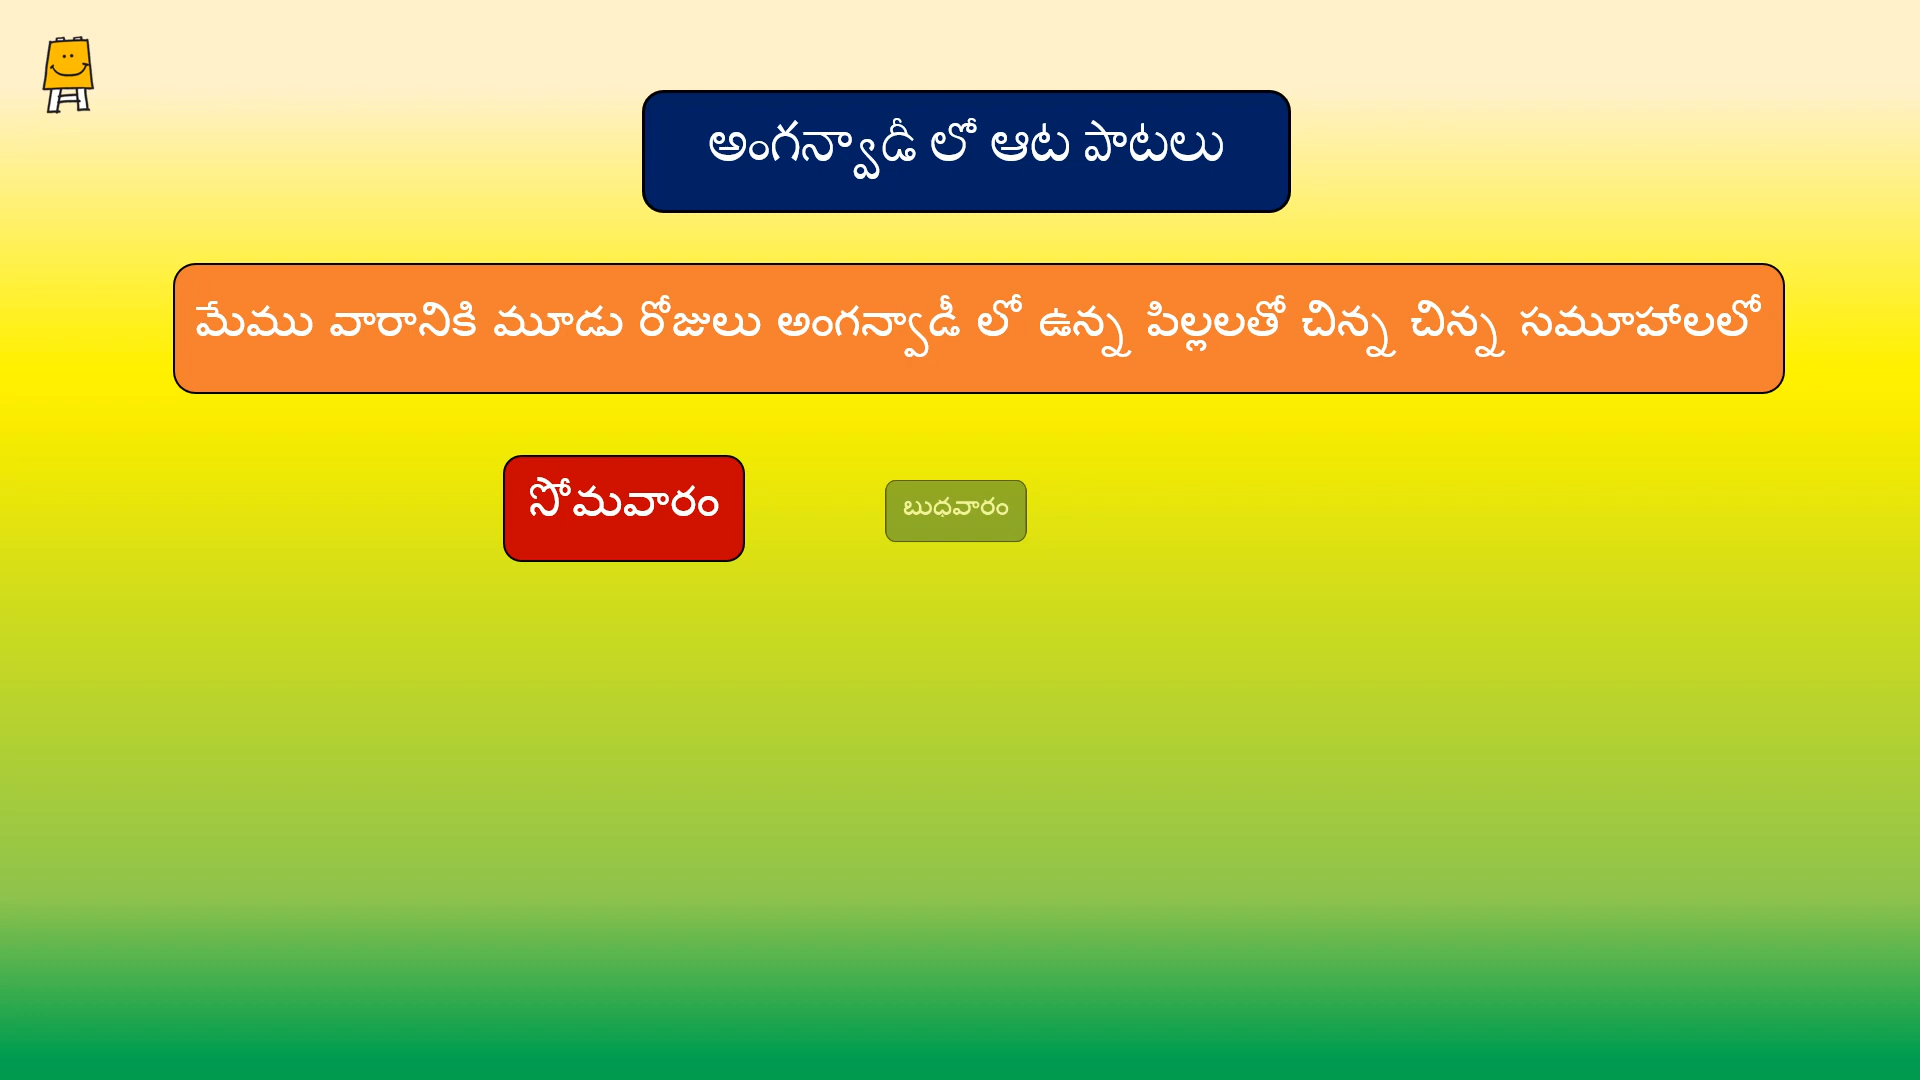 అంగన్వాడీ లో ఆట పాటలు
మేము వారానికి మూడు రోజులు అంగన్వాడీ లో ఉన్న పిల్లలతో చిన్న చిన్న సమూహాలలో
సోమవారం
బుధవారం